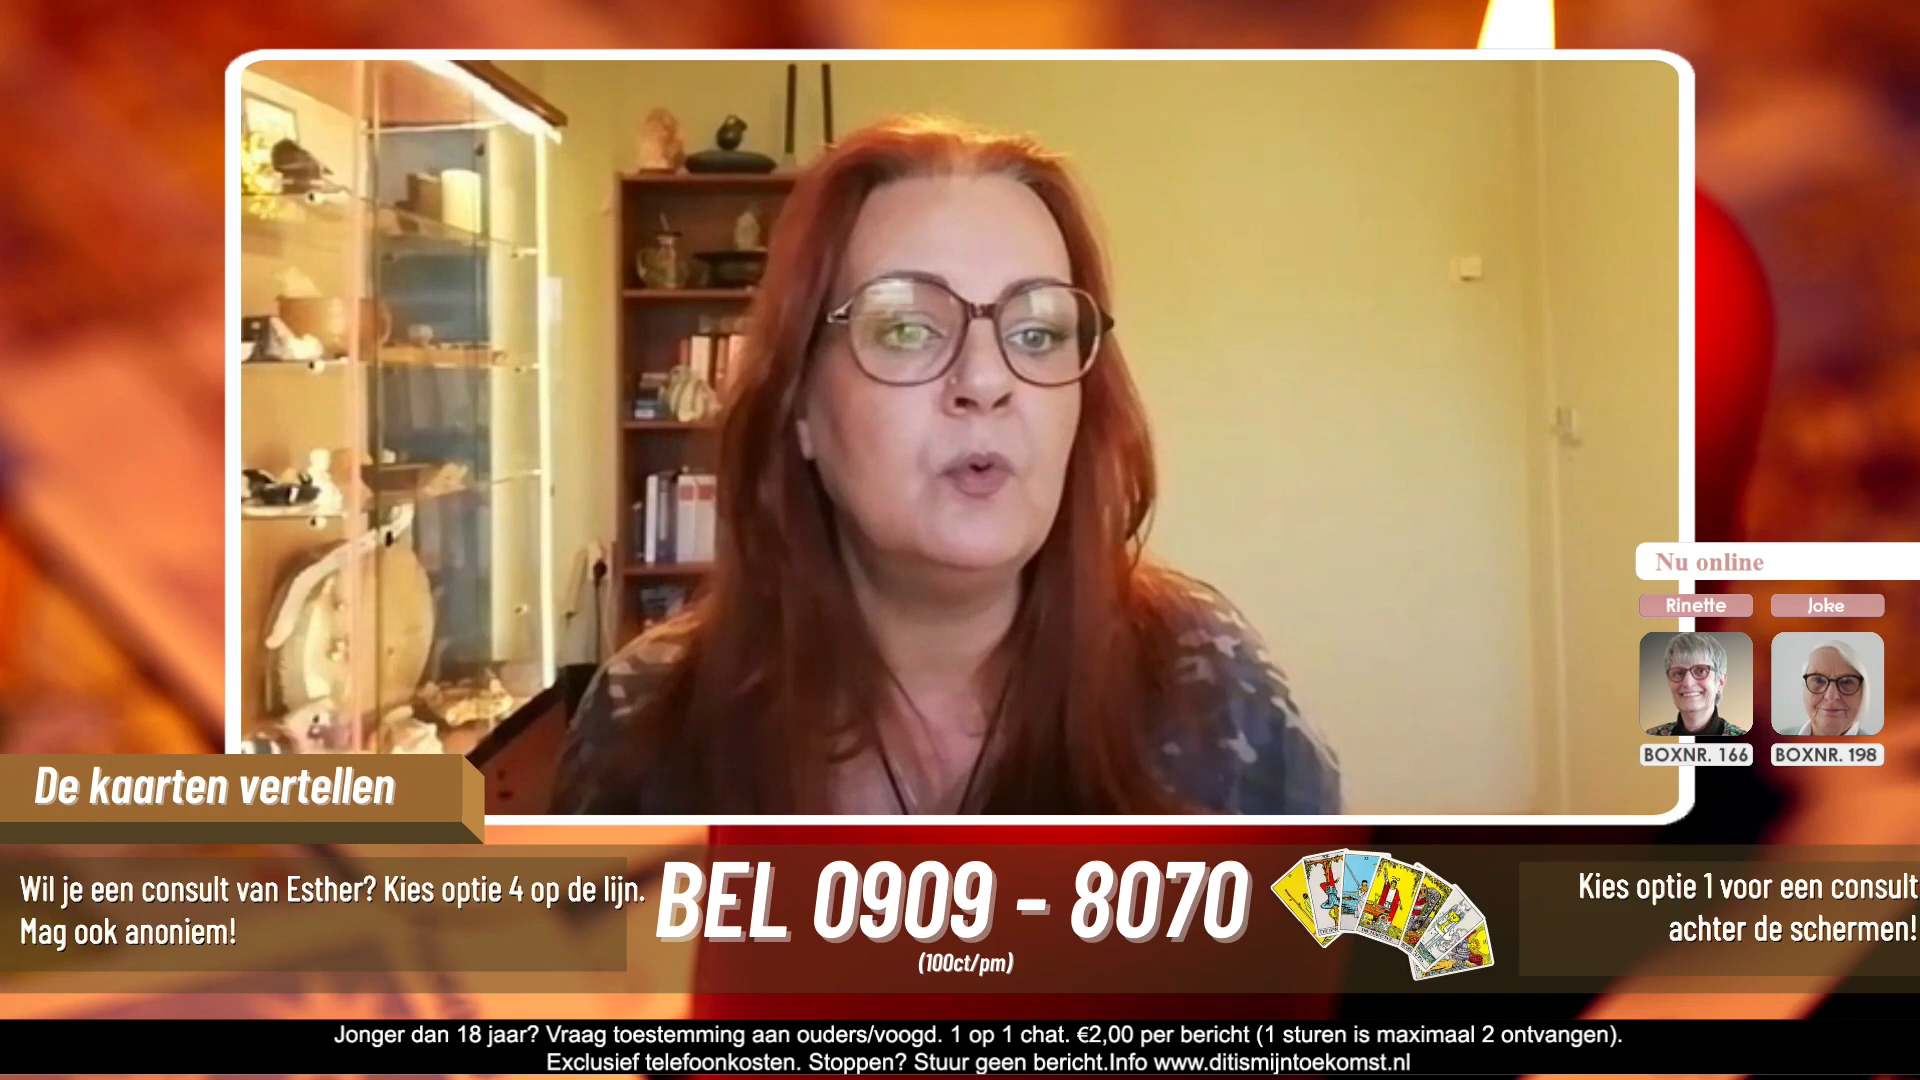 Nu online
Rinette
Joke
BOXNR. 166
BOXNR. 198
De kaarten vertellen
Wil je een consult van Esther? Kies optie 4 op de lijn.
Mag ook anoniem!
BEL 0909 - 8070
(100ct/pm)
Kies optie 1 voor een consult
achter de schermen!
Jonger dan 18 jaar? Vraag toestemming aan ouders/voogd. 1 op 1 chat. €2,00 per bericht (1 sturen is maximaal 2 ontvangen).
Exclusief telefoonkosten. Stoppen? Stuur geen bericht.Info www.ditismijntoekomst.nl